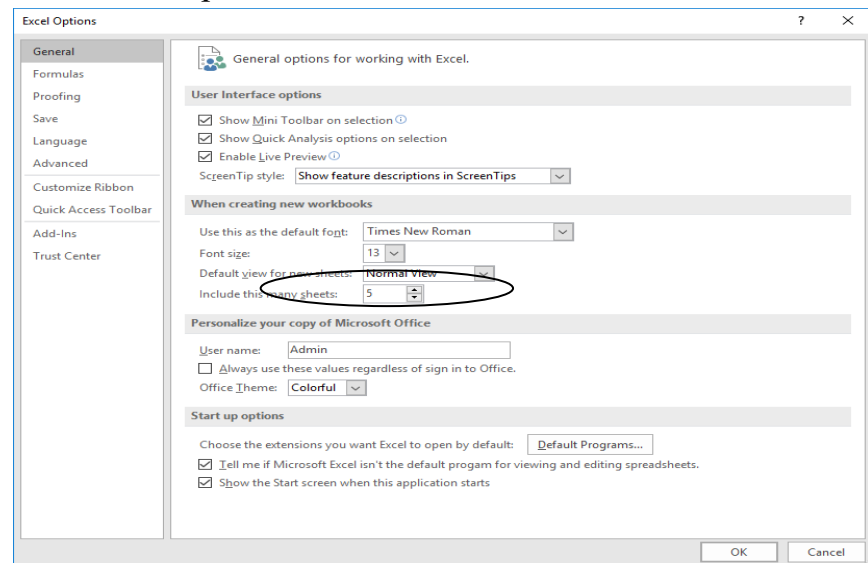 Excel Options ? ×
General
Formulas
Proofing
Save
Language
Advanced
Customize Ribbon
Quick Access Toolbar
Add-Ins
Trust Center
General options for working with Excel.
User Interface options
Show Mini Toolbar on selection
Show Quick Analysis options on selection
Enable Live Preview
ScreenTip style: Show feature descriptions in ScreenTips
When creating new workbooks
Use this as the default font: Times New Roman
Font size: 13
Default view for new sheets: Normal View
Include this many sheets: 5
Personalize your copy of Microsoft Office
User name: Admin
Always use these values regardless of sign in to Office.
Office Theme: Colorful
Start up options
Choose the extensions you want Excel to open by default: Default Programs...
Tell me if Microsoft Excel isn't the default progam for viewing and editing spreadsheets.
Show the Start screen when this application starts
OK Cancel